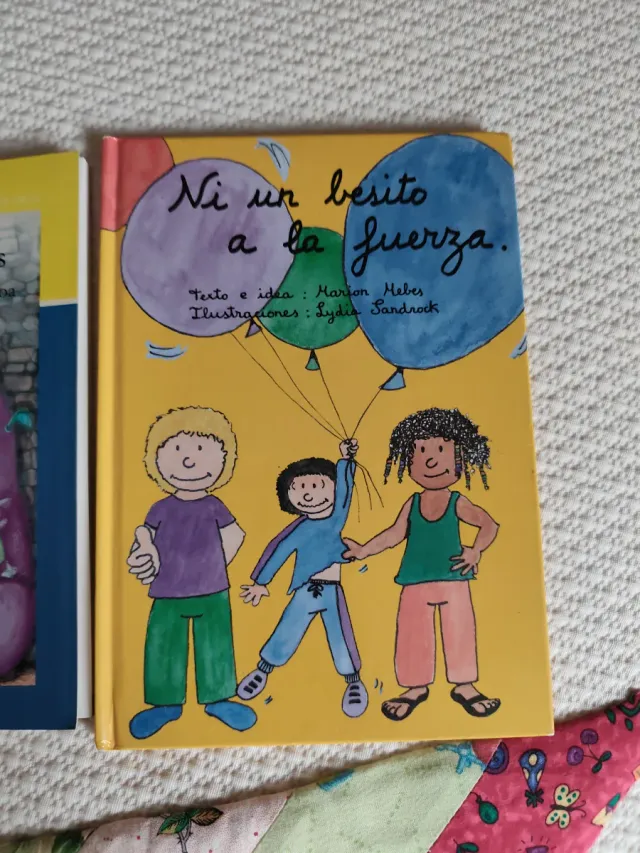 Ni un besito
a la fuerza.
Texto e idea : Marion Mebes
Ilustraciones : Lydia Sandrock